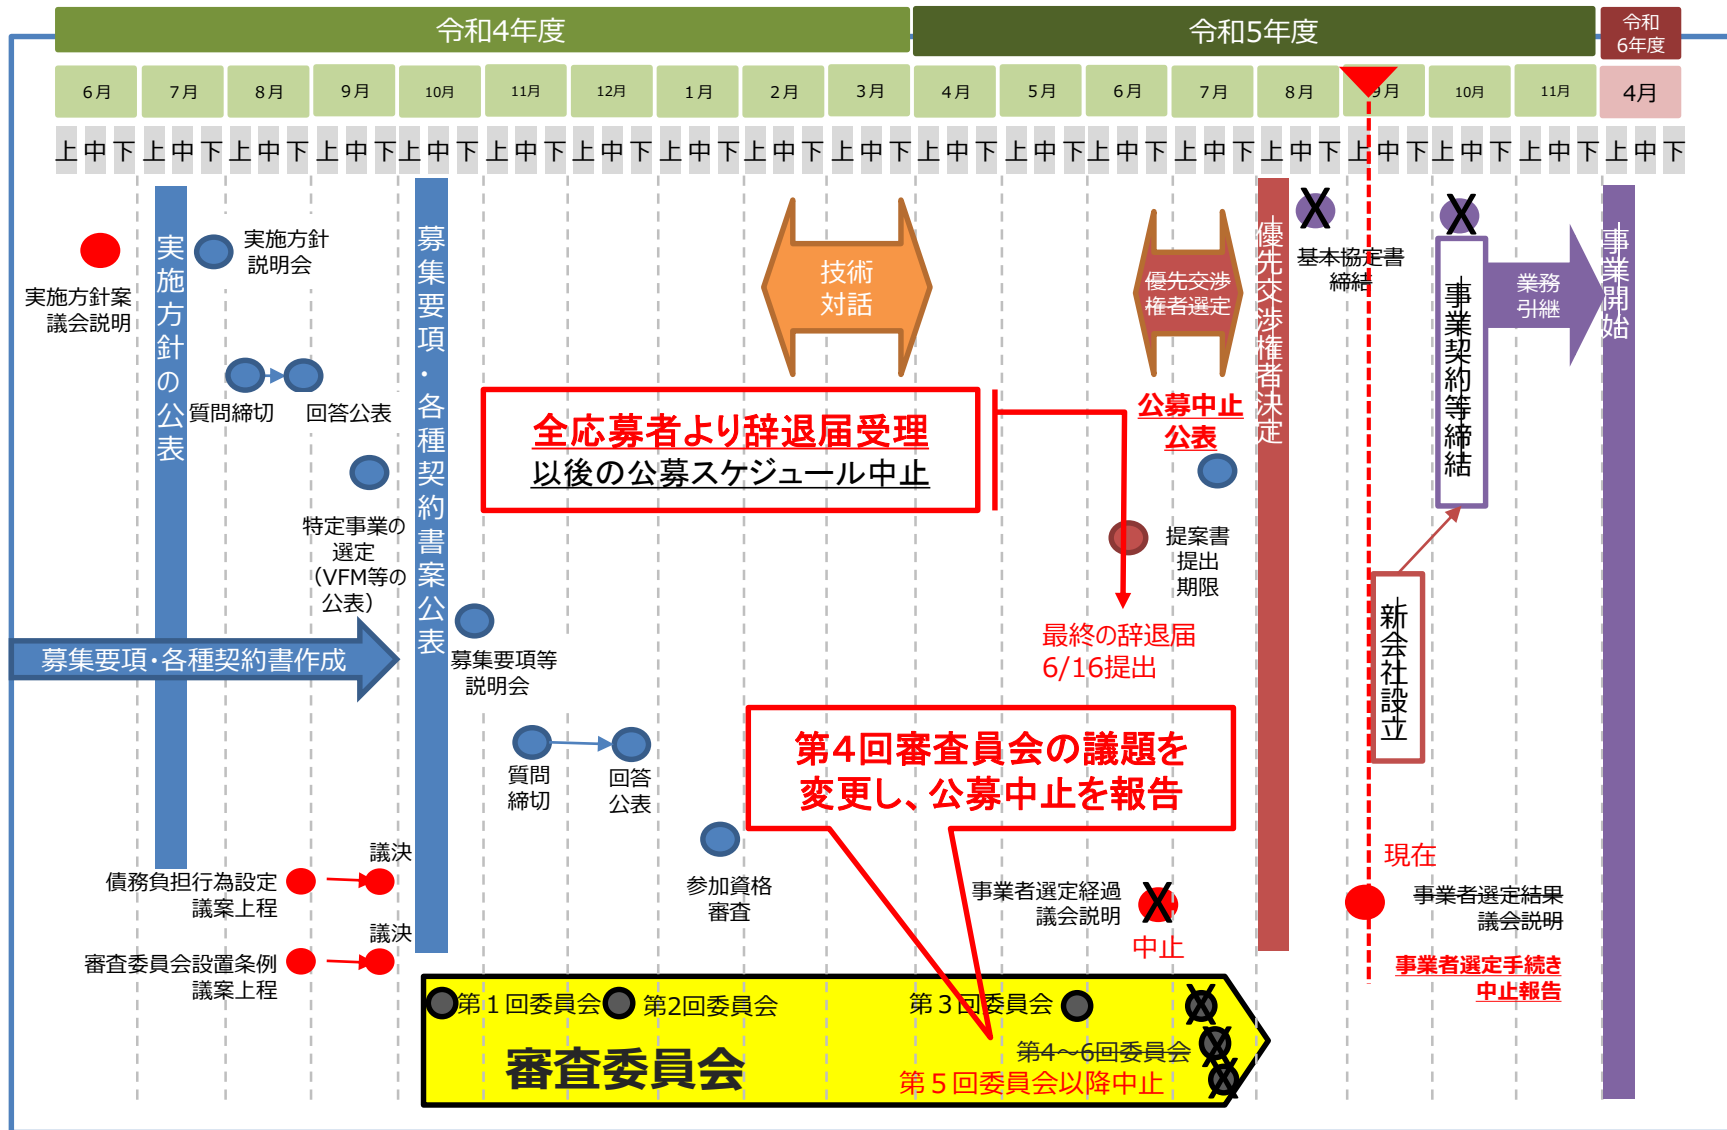 令和4年度
令和5年度
令和
6年度
6月
7月
8月
9月
10月
11月
12月
1月
2月
3月
4月
5月
6月
7月
8月
9月
10月
11月
4月
上 中 下 上 中 下 上 中 下 上 中 下 上 中 下 上 中 下 上 中 下 上 中 下 上 中 下 上 中 下 上 中 下 上 中 下 上 中 下 上 中 下 上 中 下 上 中 下 上 中 下 上 中 下 上 中 下
実施方針案
議会説明
実施方針の公表
実施方針
説明会
質問締切
回答公表
特定事業の
選定
（VFM等の
公表）
募集要項・各種契約書作成
募集要項・各種契約書案公表
募集要項等
説明会
質問
締切
回答
公表
参加資格
審査
債務負担行為設定
議案上程
議決
審査委員会設置条例
議案上程
議決
技術
対話
全応募者より辞退届受理
以後の公募スケジュール中止
優先交渉
権者選定
公募中止
公表
提案書
提出
期限
最終の辞退届
6/16提出
優先交渉権者決定
基本協定書
締結
事業契約等締結
業務
引継
事業開始
新会社設立
第4回審査員会の議題を
変更し、公募中止を報告
事業者選定経過
議会説明
中止
現在
事業者選定結果
議会説明
事業者選定手続き
中止報告
第１回委員会
第2回委員会
第３回委員会
第4～6回委員会
第５回委員会以降中止
審査委員会
X
X
X
X
X
X